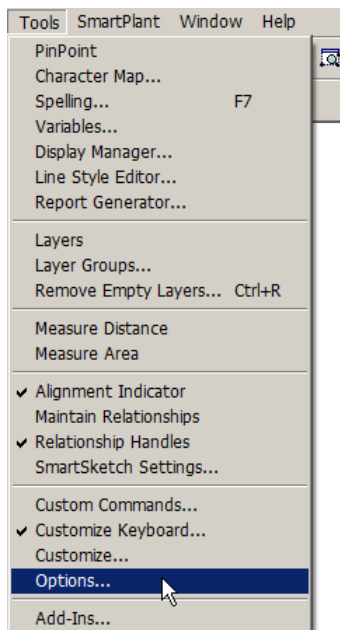 Tools SmartPlant Window Help
PinPoint
Character Map...
Spelling... F7
Variables...
Display Manager...
Line Style Editor...
Report Generator...
Layers
Layer Groups...
Remove Empty Layers... Ctrl+R
Measure Distance
Measure Area
Alignment Indicator
Maintain Relationships
Relationship Handles
SmartSketch Settings...
Custom Commands...
Customize Keyboard...
Customize...
Options...
Add-Ins...